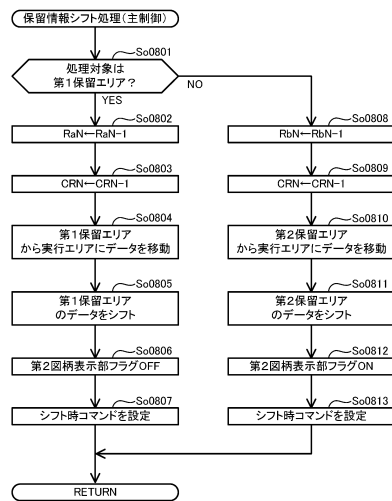 保留情報シフト処理（主制御）
So0801
処理対象は
第1保留エリア？
YES
NO
So0802
RaN←RaN-1
So0803
CRN←CRN-1
So0804
第1保留エリア
から実行エリアにデータを移動
So0805
第1保留エリア
のデータをシフト
So0806
第2図柄表示部フラグOFF
So0807
シフト時コマンドを設定
So0808
RbN←RbN-1
So0809
CRN←CRN-1
So0810
第2保留エリア
から実行エリアにデータを移動
So0811
第2保留エリア
のデータをシフト
So0812
第2図柄表示部フラグON
So0813
シフト時コマンドを設定
RETURN